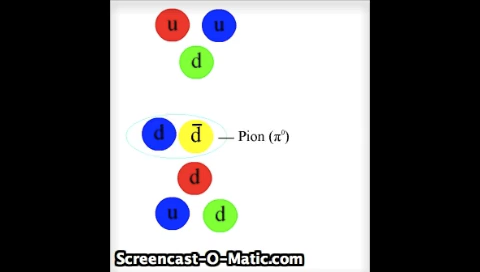 u u
d
d d̅ — Pion (π⁰)
d
u d
Screencast-O-Matic.com